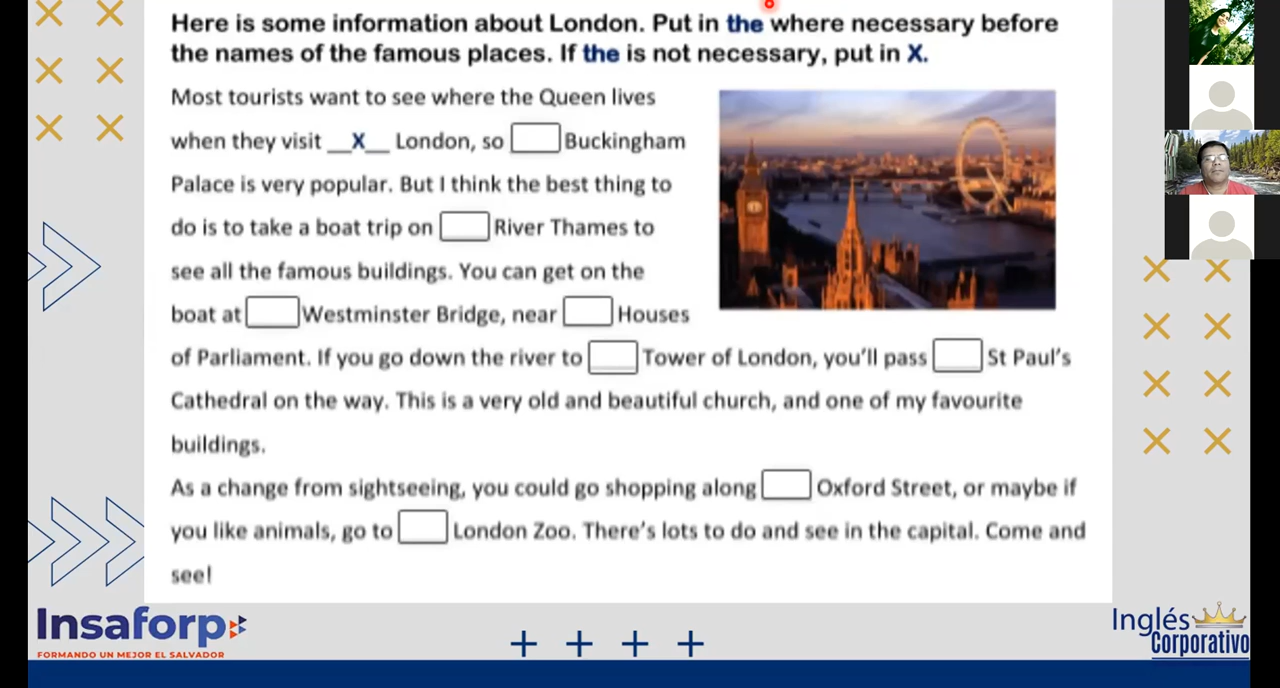 Here is some information about London. Put in the where necessary before
the names of the famous places. If the is not necessary, put in X.
Most tourists want to see where the Queen lives
when they visit __X__ London, so Buckingham
Palace is very popular. But I think the best thing to
do is to take a boat trip on River Thames to
see all the famous buildings. You can get on the
boat at Westminster Bridge, near Houses
of Parliament. If you go down the river to Tower of London, you'll pass St Paul's
Cathedral on the way. This is a very old and beautiful church, and one of my favourite
buildings.
As a change from sightseeing, you could go shopping along Oxford Street, or maybe if
you like animals, go to London Zoo. There's lots to do and see in the capital. Come and
see!
Insaforp
FORMANDO UN MEJOR EL SALVADOR
Inglés
Corporativo